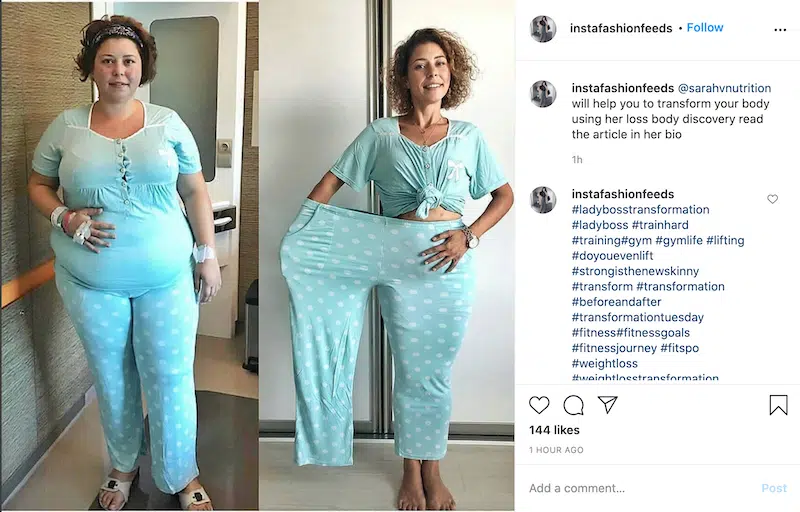 instafashionfeeds • Follow
instafashionfeeds @sarahvnutrition
will help you to transform your body
using her loss body discovery read
the article in her bio
1h
instafashionfeeds
#ladybosstransformation
#ladyboss #trainhard
#training#gym #gymlife #lifting
#doyouevenlift
#strongisthenewskinny
#transform #transformation
#beforeandafter
#transformationtuesday
#fitness#fitnessgoals
#fitnessjourney #fitspo
#weightloss
#weightlosstransformation
144 likes
1 HOUR AGO
Add a comment... Post